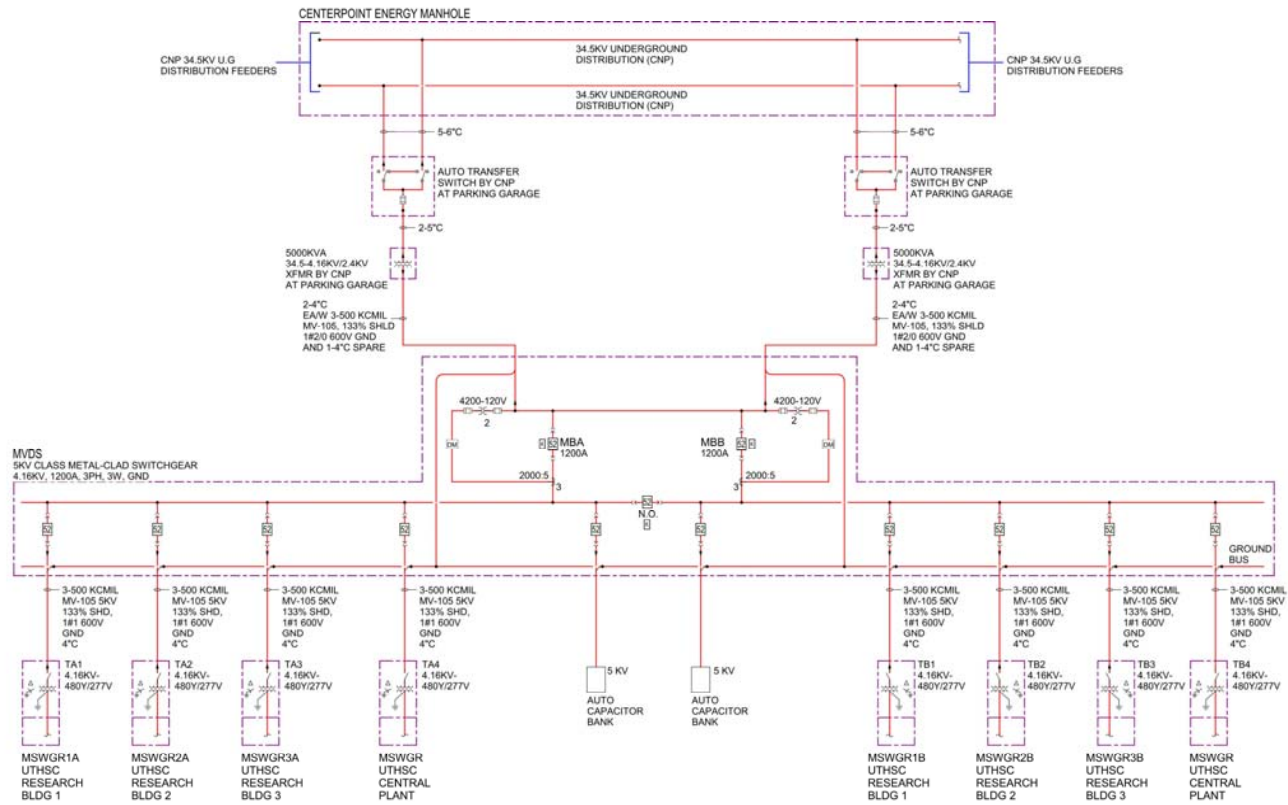 CENTERPOINT ENERGY MANHOLE
CNP 34.5KV U.G
DISTRIBUTION FEEDERS
34.5KV UNDERGROUND
DISTRIBUTION (CNP)
34.5KV UNDERGROUND
DISTRIBUTION (CNP)
CNP 34.5KV U.G
DISTRIBUTION FEEDERS
5-6"C
5-6"C
AUTO TRANSFER
SWITCH BY CNP
AT PARKING GARAGE
AUTO TRANSFER
SWITCH BY CNP
AT PARKING GARAGE
2-5"C
2-5"C
5000KVA
34.5-4.16KV/2.4KV
XFMR BY CNP
AT PARKING GARAGE
5000KVA
34.5-4.16KV/2.4KV
XFMR BY CNP
AT PARKING GARAGE
2-4"C
EA/W 3-500 KCMIL
MV-105, 133% SHLD
1#2/0 600V GND
AND 1-4"C SPARE
2-4"C
EA/W 3-500 KCMIL
MV-105, 133% SHLD
1#2/0 600V GND
AND 1-4"C SPARE
4200-120V
2
4200-120V
2
DM
52
MBA
1200A
MBB
1200A
52
DM
2000:5
3
2000:5
3
MVDS
5KV CLASS METAL-CLAD SWITCHGEAR
4.16KV, 1200A, 3PH, 3W, GND
52
N.O.
52
52
52
52
52
52
52
52
52
52
GROUND
BUS
3-500 KCMIL
MV-105 5KV
133% SHD,
1#1 600V
GND
4"C
3-500 KCMIL
MV-105 5KV
133% SHD,
1#1 600V
GND
4"C
3-500 KCMIL
MV-105 5KV
133% SHD,
1#1 600V
GND
4"C
3-500 KCMIL
MV-105 5KV
133% SHD,
1#1 600V
GND
4"C
3-500 KCMIL
MV-105 5KV
133% SHD,
1#1 600V
GND
4"C
3-500 KCMIL
MV-105 5KV
133% SHD,
1#1 600V
GND
4"C
3-500 KCMIL
MV-105 5KV
133% SHD,
1#1 600V
GND
4"C
3-500 KCMIL
MV-105 5KV
133% SHD,
1#1 600V
GND
4"C
TA1
4.16KV-
480Y/277V
TA2
4.16KV-
480Y/277V
TA3
4.16KV-
480Y/277V
TA4
4.16KV-
480Y/277V
5 KV
AUTO
CAPACITOR
BANK
5 KV
AUTO
CAPACITOR
BANK
TB1
4.16KV-
480Y/277V
TB2
4.16KV-
480Y/277V
TB3
4.16KV-
480Y/277V
TB4
4.16KV-
480Y/277V
MSWGR1A
UTHSC
RESEARCH
BLDG 1
MSWGR2A
UTHSC
RESEARCH
BLDG 2
MSWGR3A
UTHSC
RESEARCH
BLDG 3
MSWGR
UTHSC
CENTRAL
PLANT
MSWGR1B
UTHSC
RESEARCH
BLDG 1
MSWGR2B
UTHSC
RESEARCH
BLDG 2
MSWGR3B
UTHSC
RESEARCH
BLDG 3
MSWGR
UTHSC
CENTRAL
PLANT